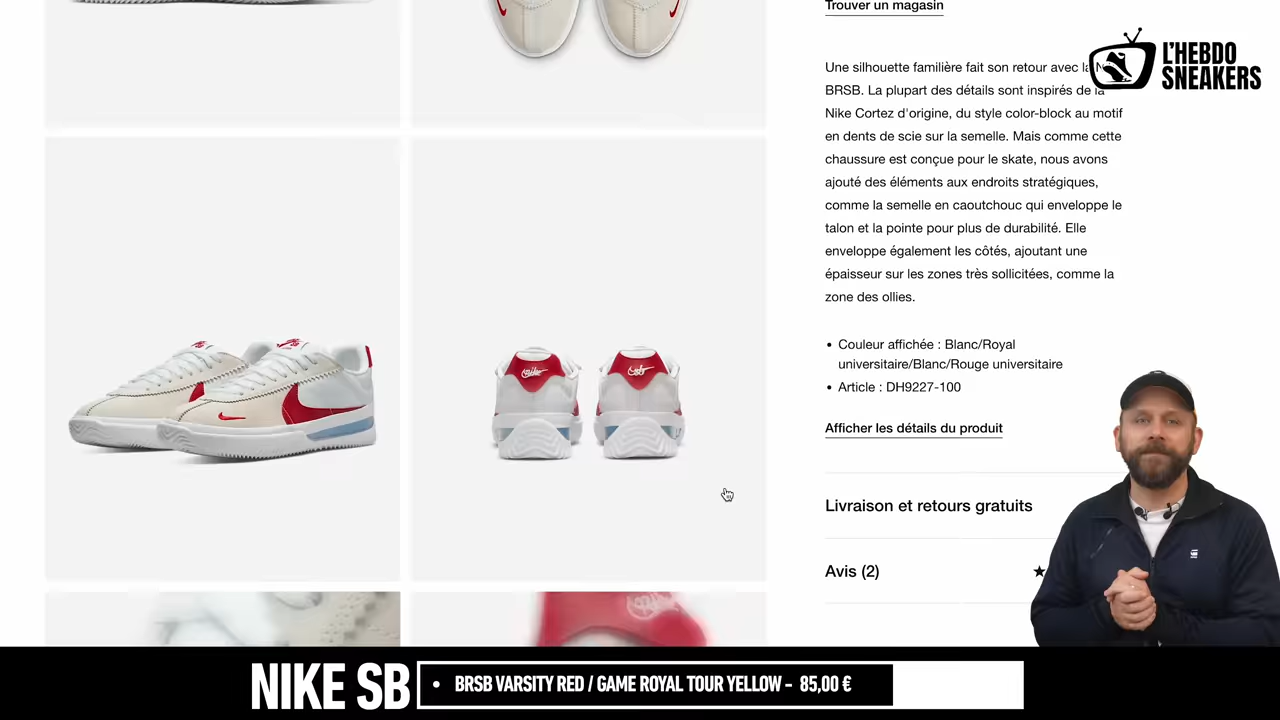 Trouver un magasin
L'HEBDO
SNEAKERS
Une silhouette familière fait son retour avec la N
BRSB. La plupart des détails sont inspirés de la
Nike Cortez d'origine, du style color-block au motif
en dents de scie sur la semelle. Mais comme cette
chaussure est conçue pour le skate, nous avons
ajouté des éléments aux endroits stratégiques,
comme la semelle en caoutchouc qui enveloppe le
talon et la pointe pour plus de durabilité. Elle
enveloppe également les côtés, ajoutant une
épaisseur sur les zones très sollicitées, comme la
zone des ollies.
• Couleur affichée : Blanc/Royal
universitaire/Blanc/Rouge universitaire
• Article : DH9227-100
Afficher les détails du produit
Livraison et retours gratuits
Avis (2)
NIKE SB
• BRSB VARSITY RED / GAME ROYAL TOUR YELLOW - 85,00 €